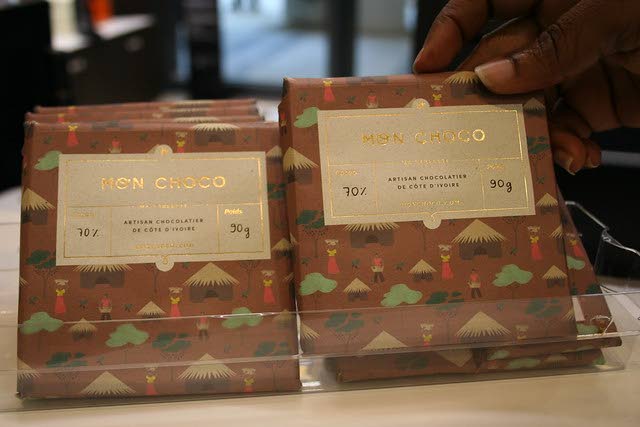 MON CHOCO
70%
ARTISAN CHOCOLATIER
DE CÔTE D'IVOIRE
Poids
90g
MON CHOCO
70%
ARTISAN CHOCOLATIER
DE CÔTE D'IVOIRE
90g